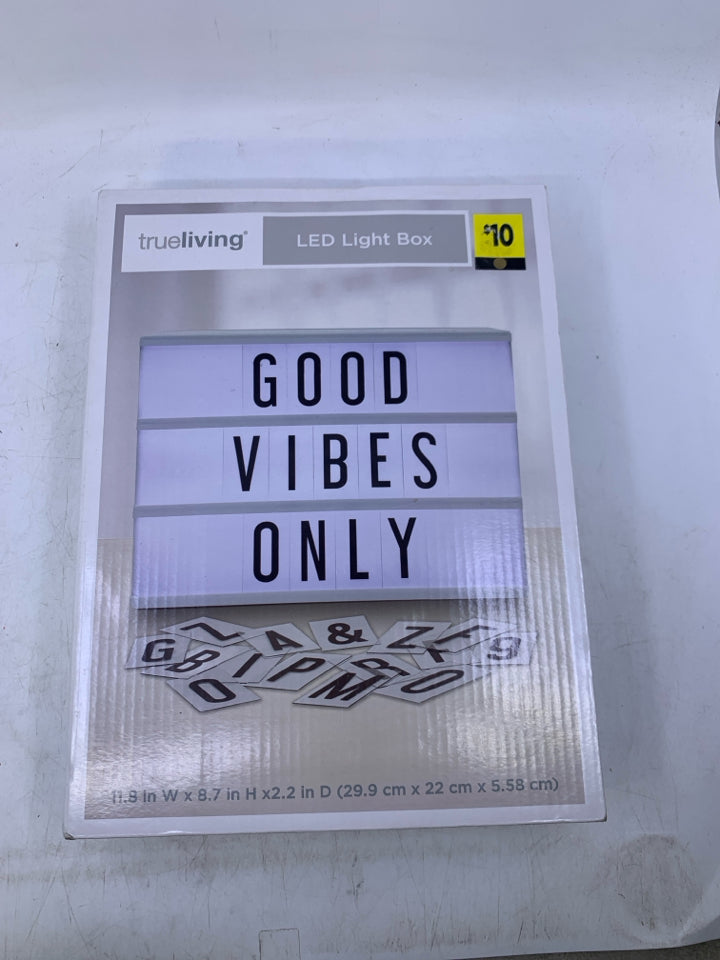 trueliving®
LED Light Box
$10
GOOD
VIBES
ONLY
Z A & Z F
G B I P R F 9
O M O
11.8 in W x 8.7 in H x2.2 in D (29.9 cm x 22 cm x 5.58 cm)